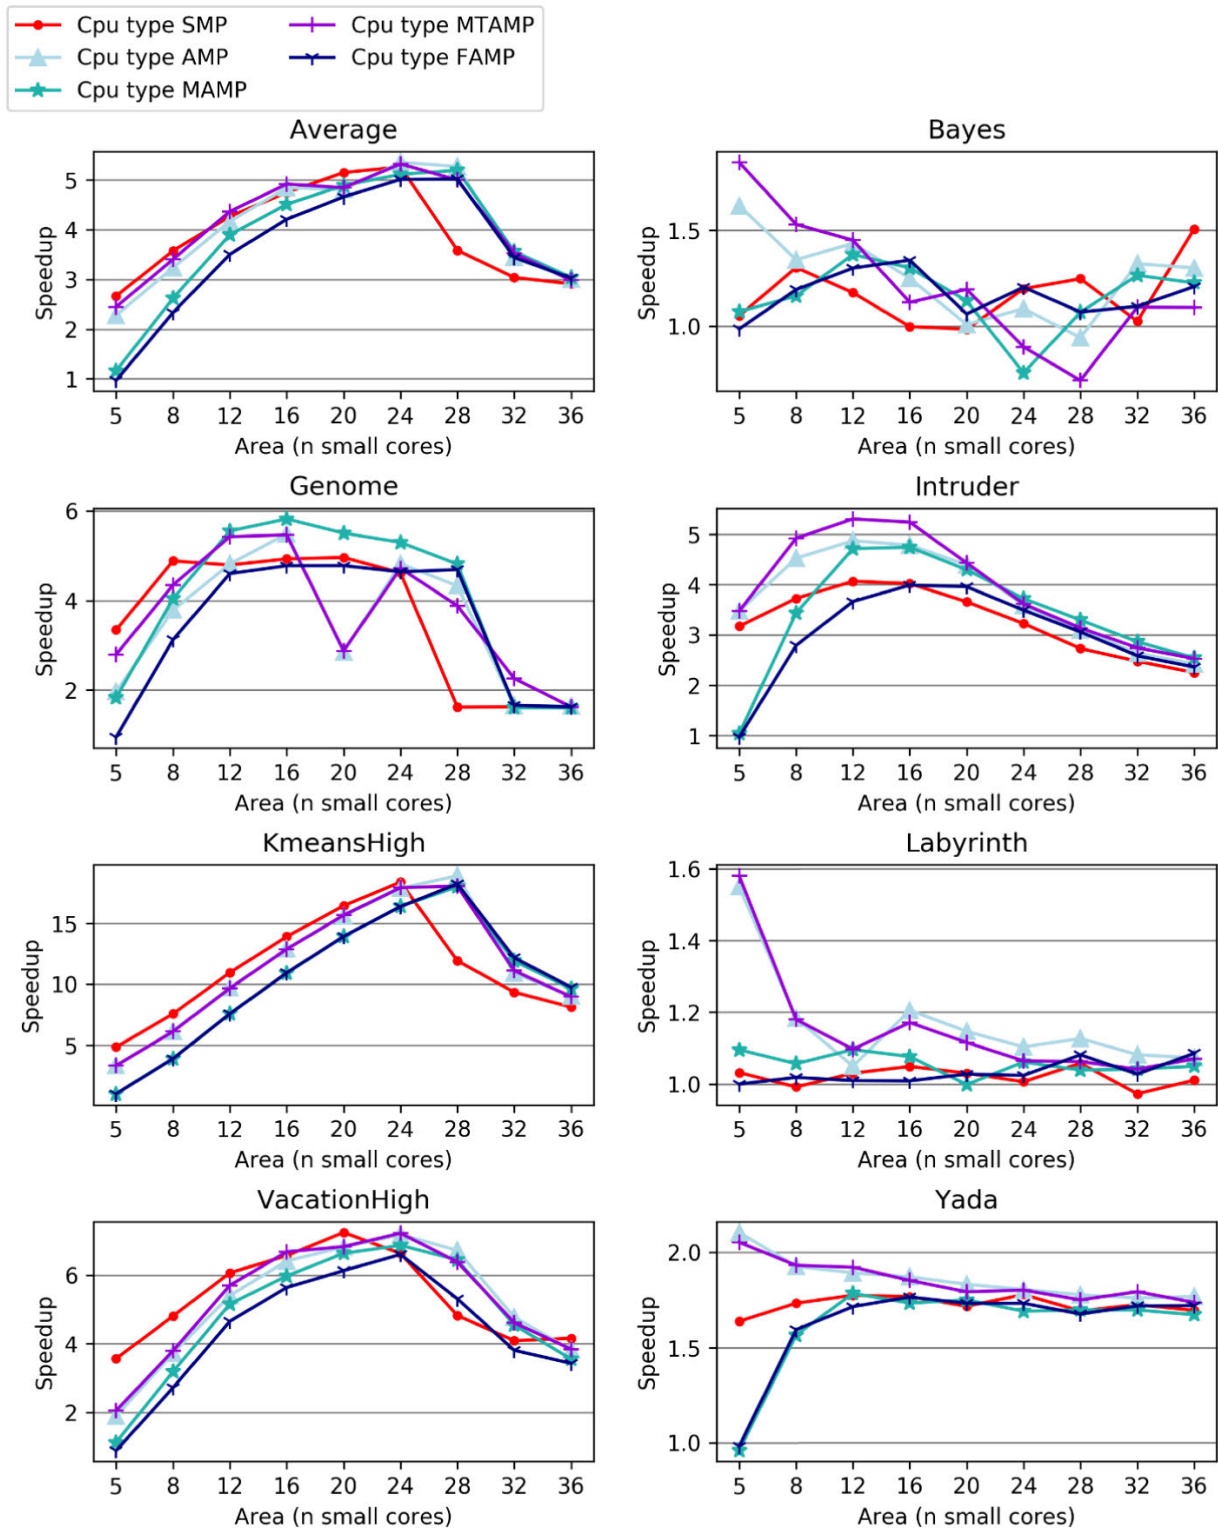 Cpu type SMP
Cpu type AMP
Cpu type MAMP
Cpu type MTAMP
Cpu type FAMP
Average
Speedup
5
4
3
2
1
5 8 12 16 20 24 28 32 36
Area (n small cores)
Bayes
Speedup
1.5
1.0
5 8 12 16 20 24 28 32 36
Area (n small cores)
Genome
Speedup
6
4
2
5 8 12 16 20 24 28 32 36
Area (n small cores)
Intruder
Speedup
5
4
3
2
1
5 8 12 16 20 24 28 32 36
Area (n small cores)
KmeansHigh
Speedup
15
10
5
5 8 12 16 20 24 28 32 36
Area (n small cores)
Labyrinth
Speedup
1.6
1.4
1.2
1.0
5 8 12 16 20 24 28 32 36
Area (n small cores)
VacationHigh
Speedup
6
4
2
5 8 12 16 20 24 28 32 36
Area (n small cores)
Yada
Speedup
2.0
1.5
1.0
5 8 12 16 20 24 28 32 36
Area (n small cores)